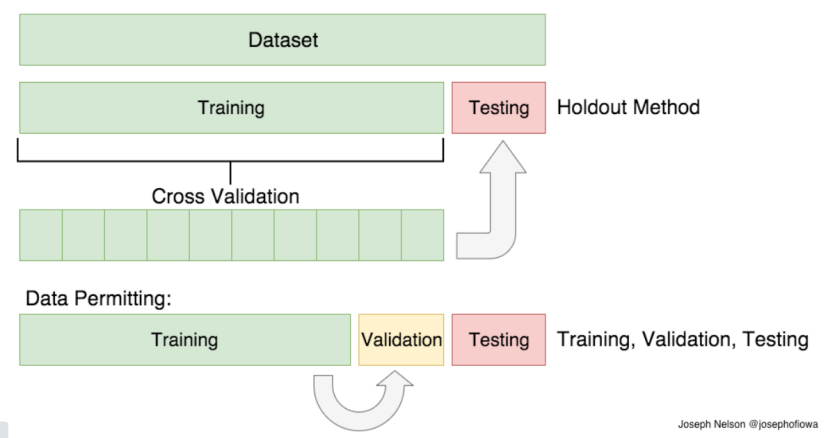 Dataset
Training
Testing
Holdout Method
Cross Validation
Data Permitting:
Training
Validation
Testing
Training, Validation, Testing
Joseph Nelson @josephofiowa